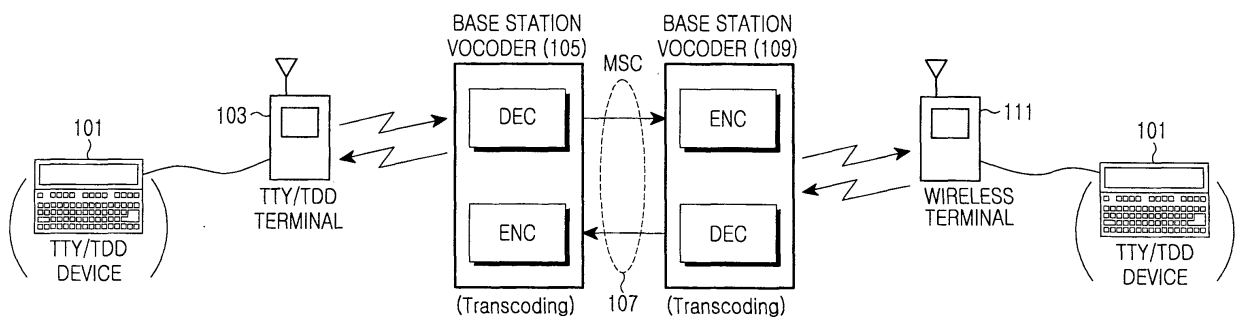 101
TTY/TDD
DEVICE
103
TTY/TDD
TERMINAL
BASE STATION
VOCODER (105)
DEC
ENC
(Transcoding)
MSC
107
BASE STATION
VOCODER (109)
ENC
DEC
(Transcoding)
111
WIRELESS
TERMINAL
101
TTY/TDD
DEVICE